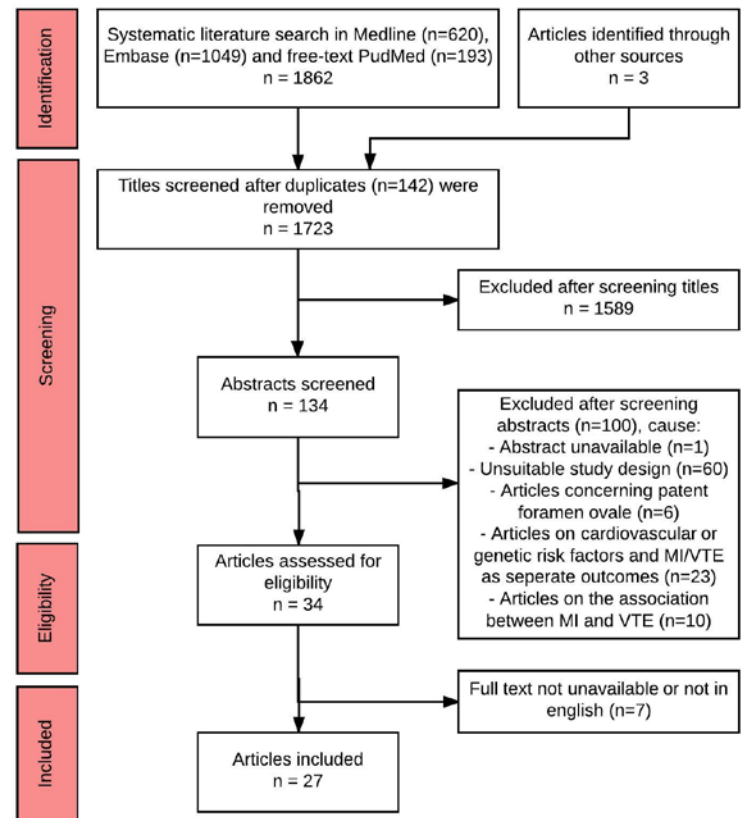 Identification
Systematic literature search in Medline (n=620),
Embase (n=1049) and free-text PudMed (n=193)
n = 1862
Articles identified through
other sources
n = 3
Screening
Titles screened after duplicates (n=142) were
removed
n = 1723
Excluded after screening titles
n = 1589
Abstracts screened
n = 134
Excluded after screening
abstracts (n=100), cause:
- Abstract unavailable (n=1)
- Unsuitable study design (n=60)
- Articles concerning patent
foramen ovale (n=6)
- Articles on cardiovascular or
genetic risk factors and MI/VTE
as seperate outcomes (n=23)
- Articles on the association
between MI and VTE (n=10)
Eligibility
Articles assessed for
eligibility
n = 34
Full text not unavailable or not in
english (n=7)
Included
Articles included
n = 27